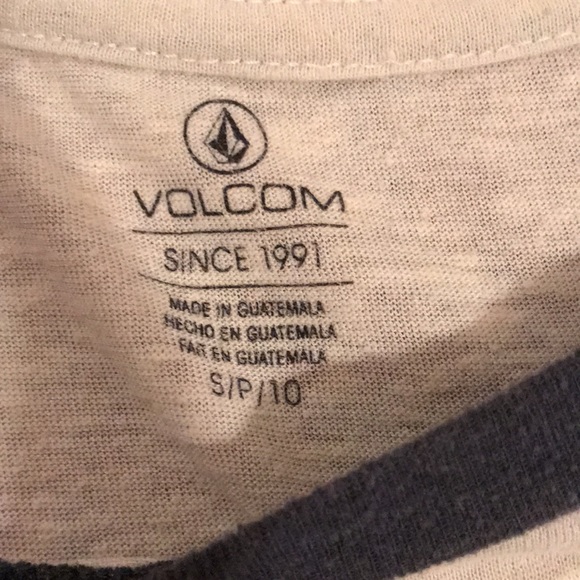 VOLCOM
SINCE 1991
MADE IN GUATEMALA
HECHO EN GUATEMALA
FAIT EN GUATEMALA
S/P/10